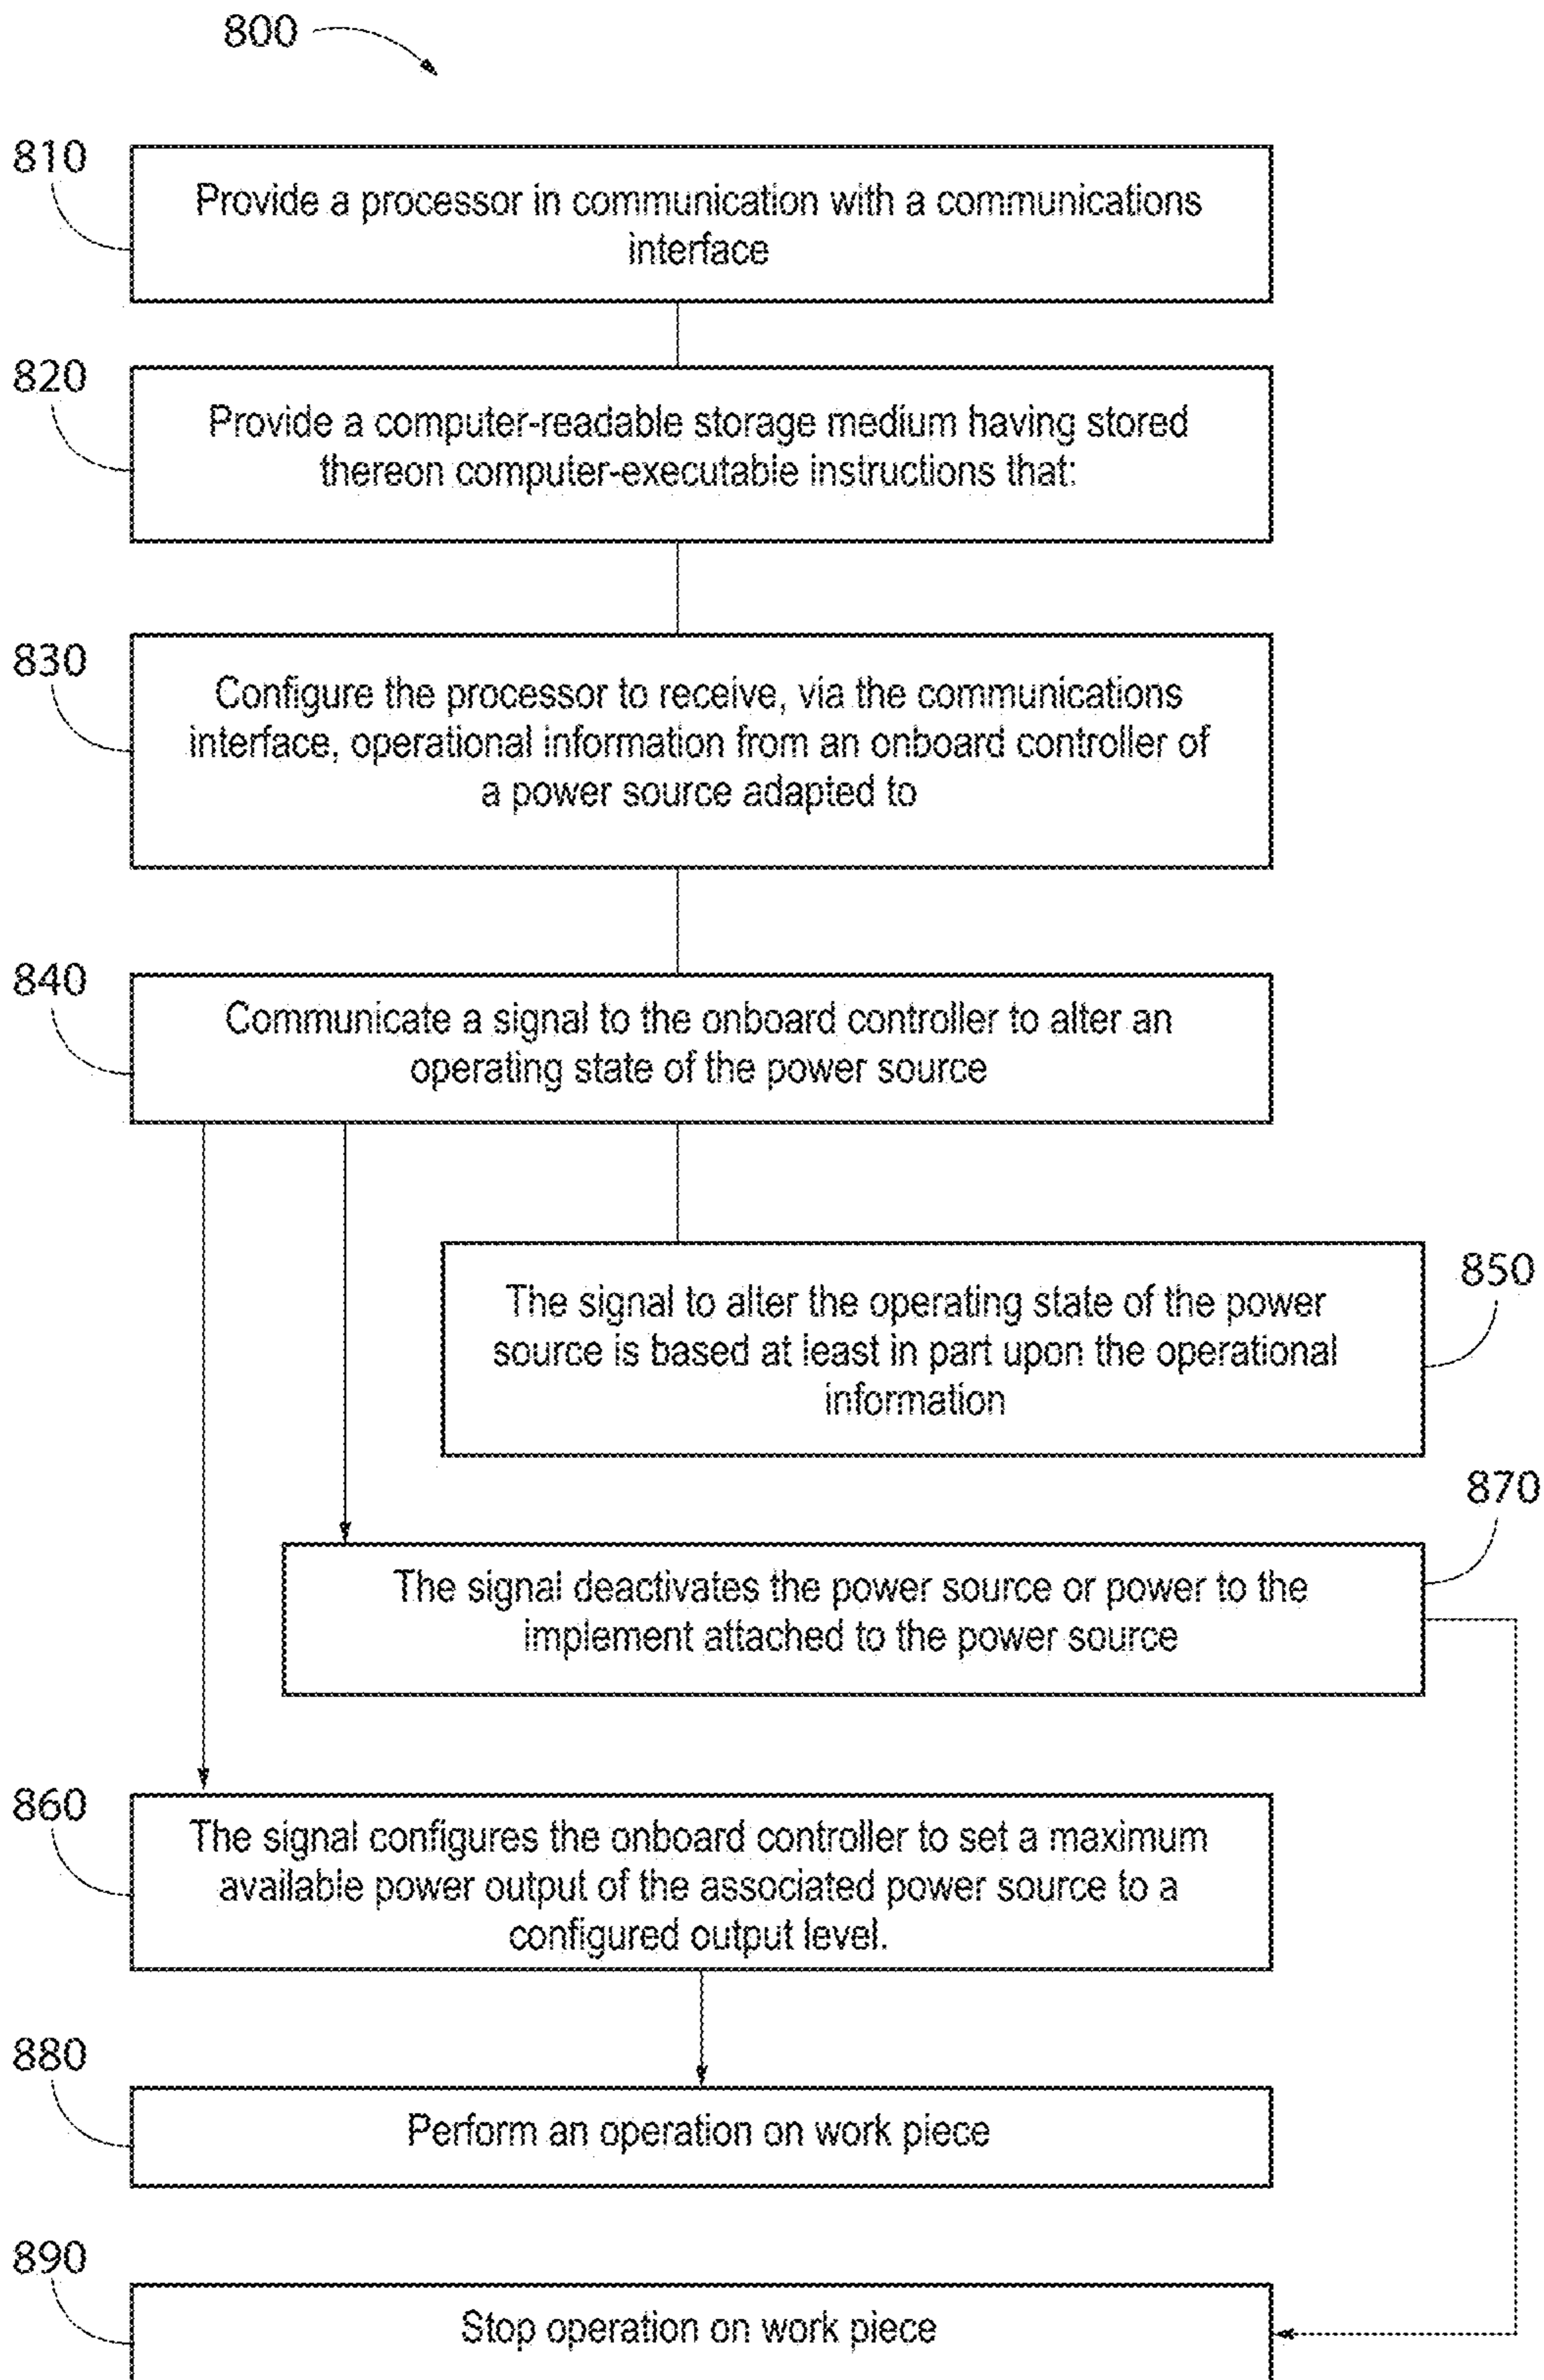 800
810
Provide a processor in communication with a communications
interface
820
Provide a computer-readable storage medium having stored
thereon computer-executable instructions that:
830
Configure the processor to receive, via the communications
interface, operational information from an onboard controller of
a power source adapted to
840
Communicate a signal to the onboard controller to alter an
operating state of the power source
850
The signal to alter the operating state of the power
source is based at least in part upon the operational
information
870
The signal deactivates the power source or power to the
implement attached to the power source
860
The signal configures the onboard controller to set a maximum
available power output of the associated power source to a
configured output level.
880
Perform an operation on work piece
890
Stop operation on work piece